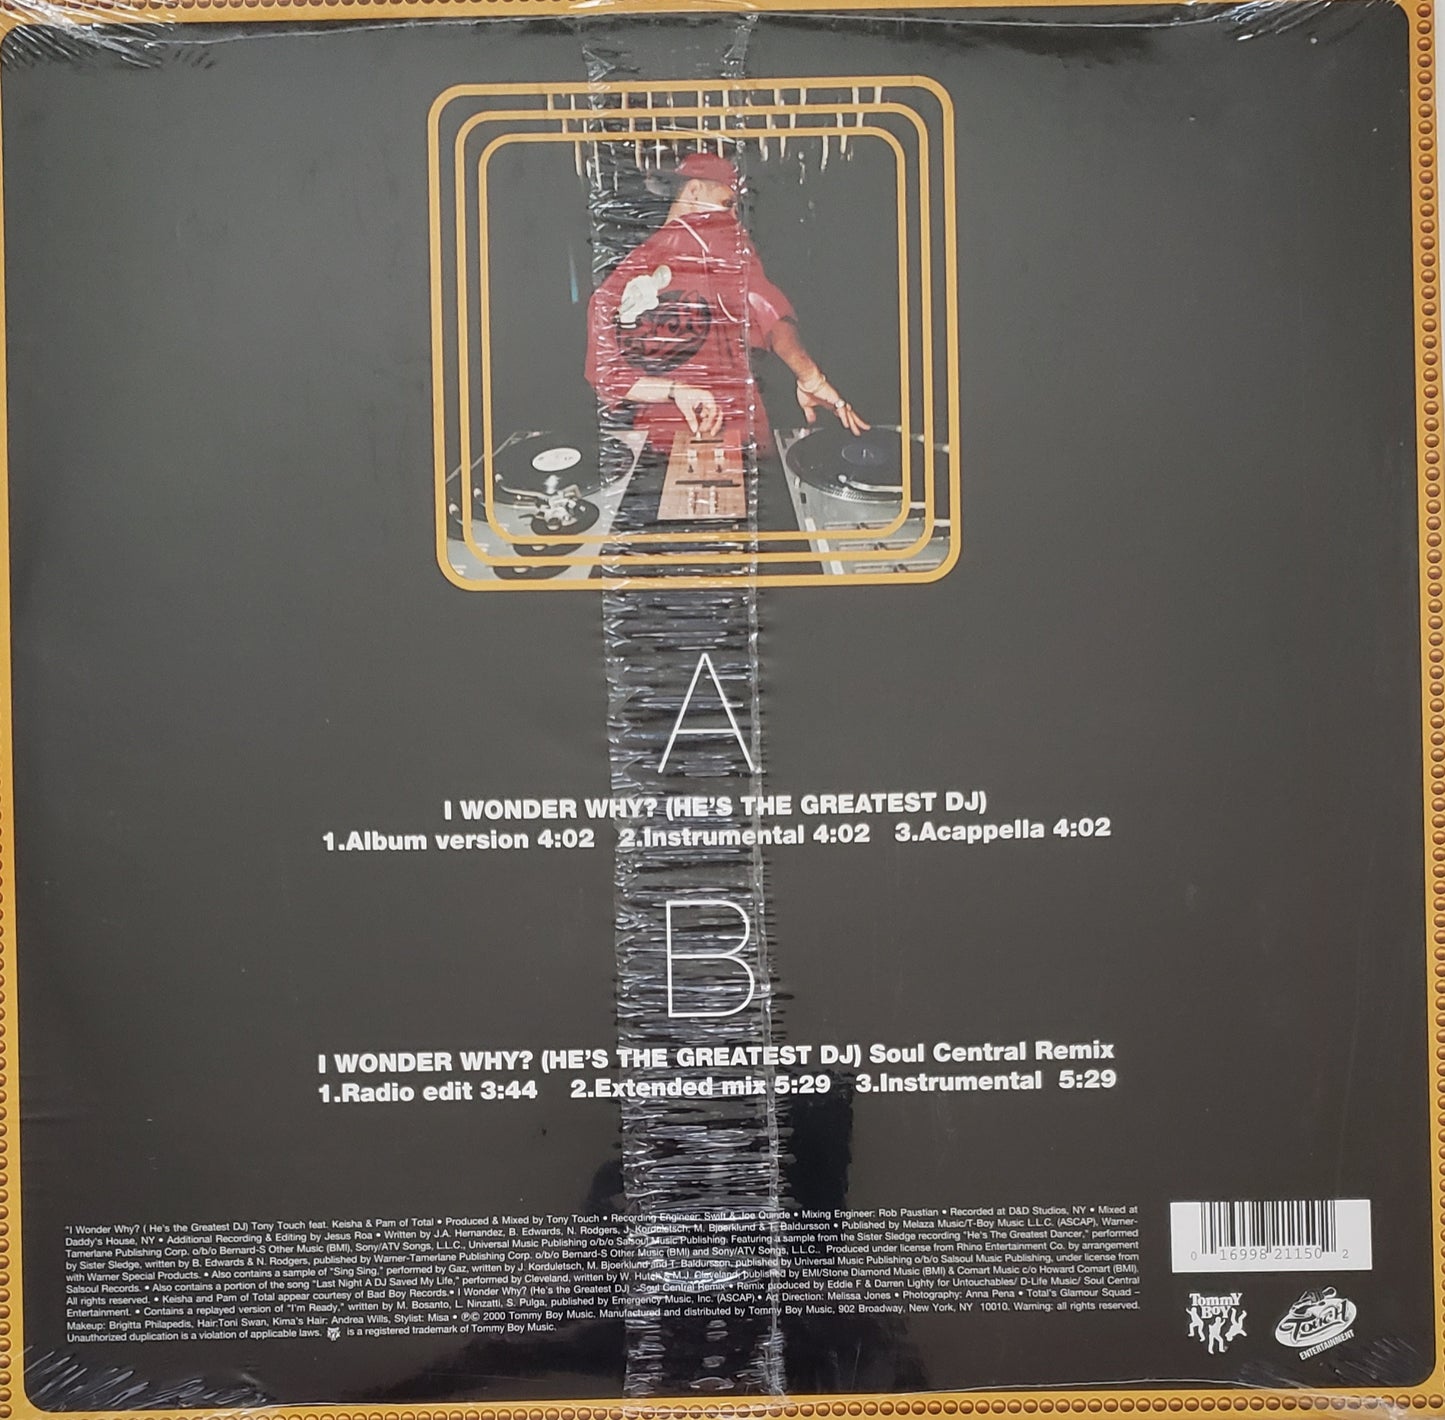 A
I WONDER WHY? (HE'S THE GREATEST DJ)
1.Album version 4:02 2.Instrumental 4:02 3.Acappella 4:02
B
I WONDER WHY? (HE'S THE GREATEST DJ) Soul Central Remix
1.Radio edit 3:44 2.Extended mix 5:29 3.Instrumental 5:29
"I Wonder Why? ( He's the Greatest DJ) Tony Touch feat. Keisha & Pam of Total • Produced & Mixed by Tony Touch • Recording Engineer: Swift & Joe Quinde • Mixing Engineer: Rob Paustian • Recorded at D&D Studios, NY • Mixed at
Daddy's House, NY • Additional Recording & Editing by Jesus Roa • Written by J.A. Hernandez, B. Edwards, N. Rodgers, J. Korduletsch, M. Bjoerklund & T. Baldursson • Published by Melaza Music/T-Boy Music L.L.C. (ASCAP), Warner-
Tamerlane Publishing Corp. o/b/o Bernard-S Other Music (BMI), Sony/ATV Songs, L.L.C., Universal Music Publishing o/b/o Salsoul Music Publishing. Featuring a sample from the Sister Sledge recording "He's The Greatest Dancer," performed
by Sister Sledge, written by B. Edwards & N. Rodgers, published by Warner-Tamerlane Publishing Corp. o/b/o Bernard-S Other Music (BMI) and Sony/ATV Songs, L.L.C.. Produced under license from Rhino Entertainment Co. by arrangement
with Warner Special Products. • Also contains a sample of "Sing Sing," performed by Gaz, written by J. Korduletsch, M. Bjoerklund and T. Baldursson, published by Universal Music Publishing o/b/o Salsoul Music Publishing, under license from
Salsoul Records. • Also contains a portion of the song "Last Night A DJ Saved My Life," performed by Cleveland, written by W. Hutch & M.J. Cleveland, published by EMI/Stone Diamond Music (BMI) & Comart Music c/o Howard Comart (BMI).
All rights reserved. • Keisha and Pam of Total appear courtesy of Bad Boy Records. • I Wonder Why? (He's the Greatest DJ) - Soul Central Remix • Remix produced by Eddie F & Darren Lighty for Untouchables/ D-Life Music/ Soul Central
Entertainment. • Contains a replayed version of "I'm Ready," written by M. Bosanto, L. Ninzatti, S. Pulga, published by Emergency Music, Inc. (ASCAP). • Art Direction: Melissa Jones • Photography: Anna Pena • Total's Glamour Squad –
Makeup: Brigitta Philapedis, Hair:Toni Swan, Kima's Hair: Andrea Wills, Stylist: Misa • ℗© 2000 Tommy Boy Music. Manufactured and distributed by Tommy Boy Music, 902 Broadway, New York, NY 10010. Warning: all rights reserved.
Unauthorized duplication is a violation of applicable laws. is a registered trademark of Tommy Boy Music.
0 16998 21150 2
Tommy
Boy
Touch
ENTERTAINMENT